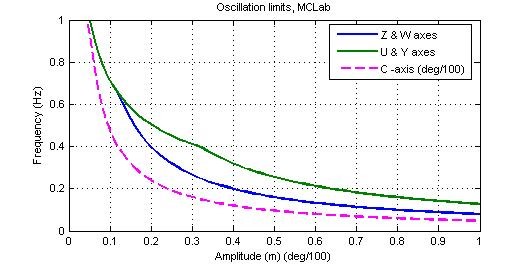 Oscillation limits, MCLab
Z & W axes
U & Y axes
C -axis (deg/100)
Frequency (Hz)
1
0.8
0.6
0.4
0.2
0
0 0.1 0.2 0.3 0.4 0.5 0.6 0.7 0.8 0.9 1
Amplitude (m) (deg/100)